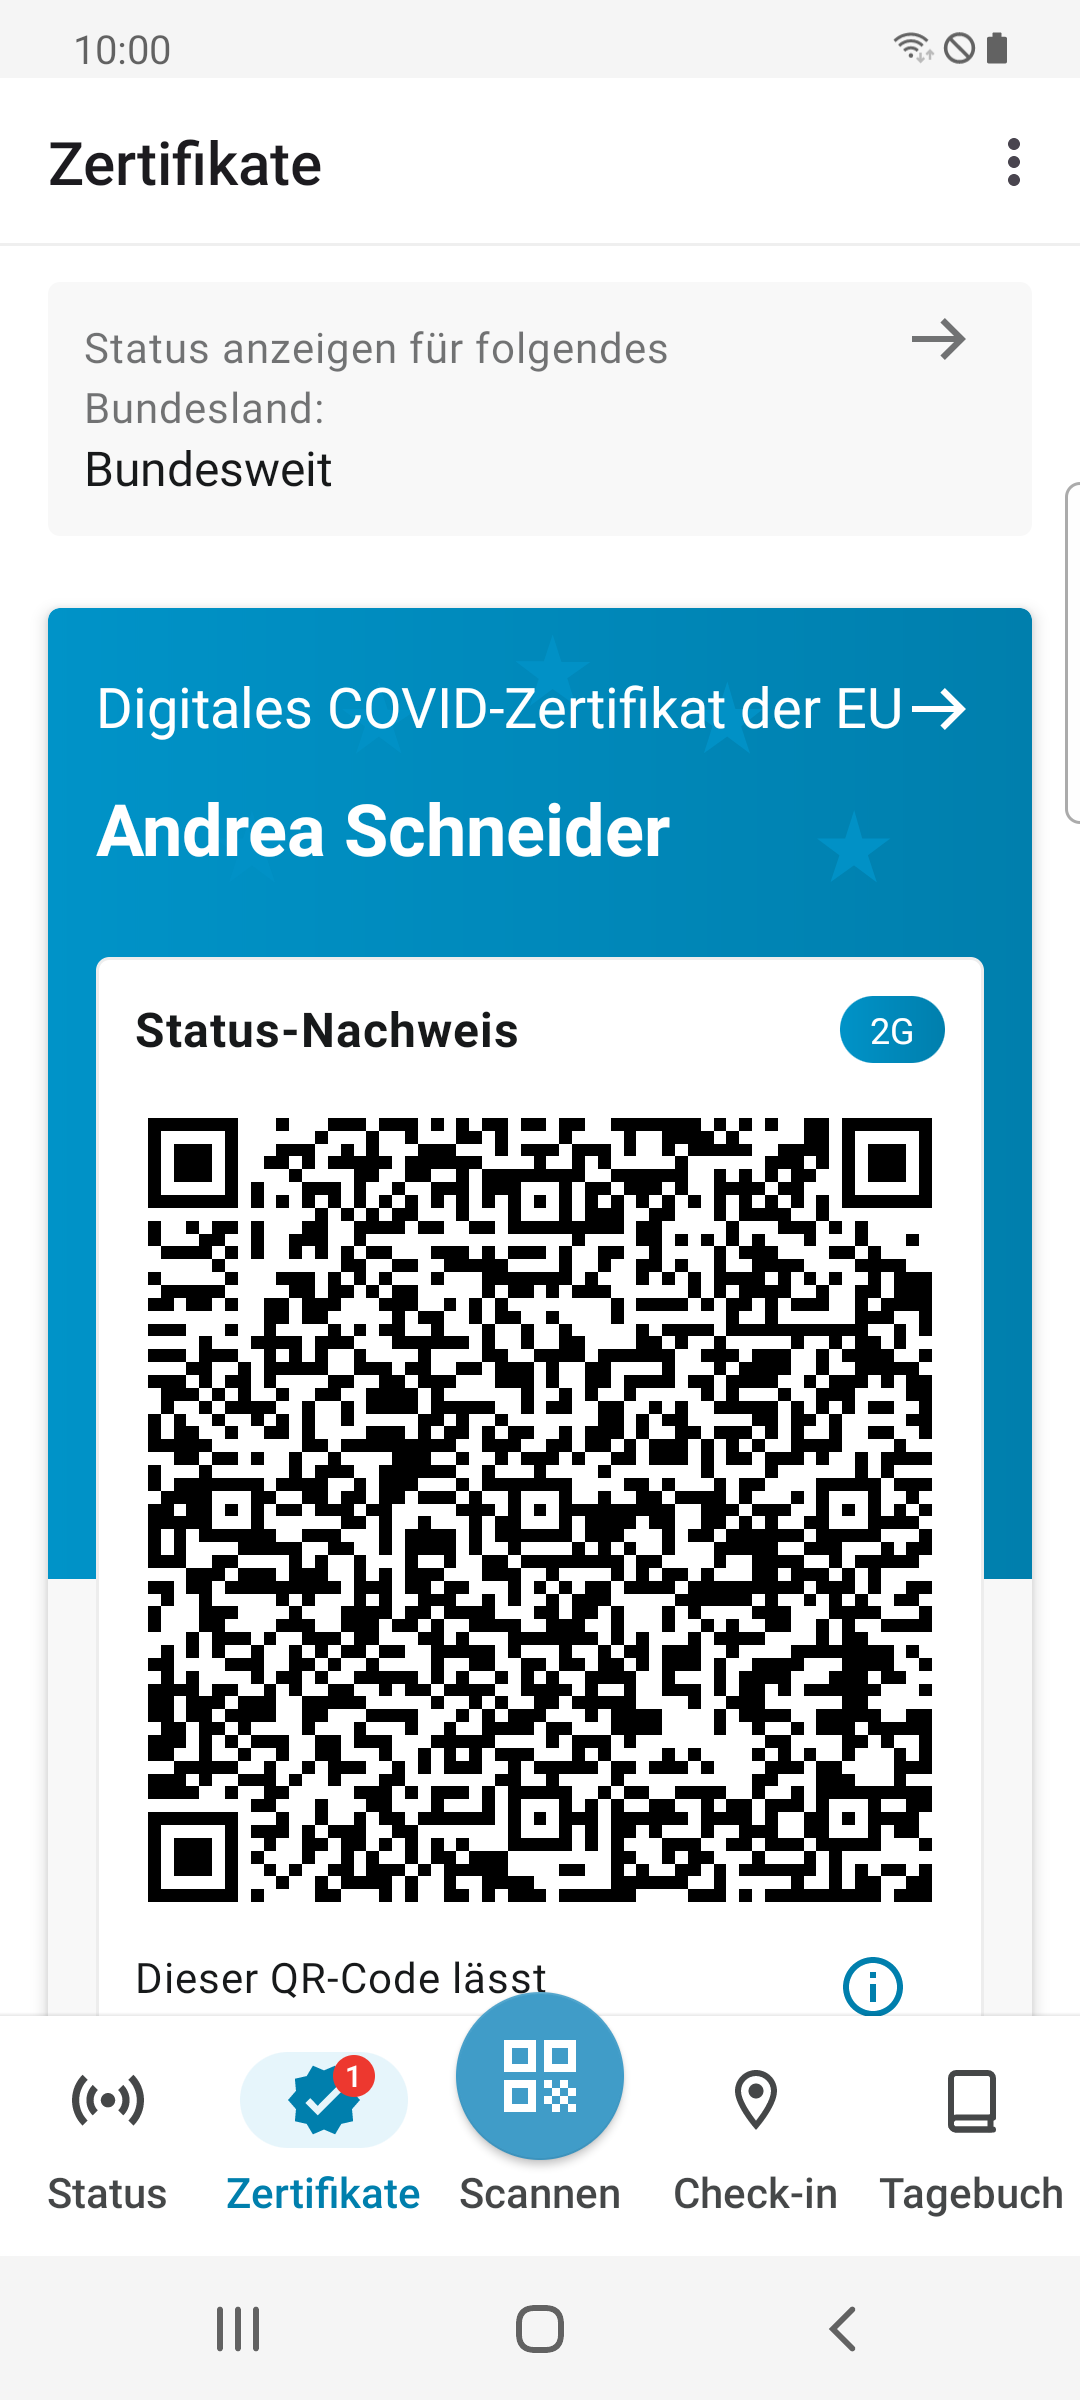 10:00
Zertifikate
Status anzeigen für folgendes
Bundesland:
Bundesweit
Digitales COVID-Zertifikat der EU
Andrea Schneider
Status-Nachweis
2G
Dieser QR-Code lässt
1
Status
Zertifikate
Scannen
Check-in
Tagebuch